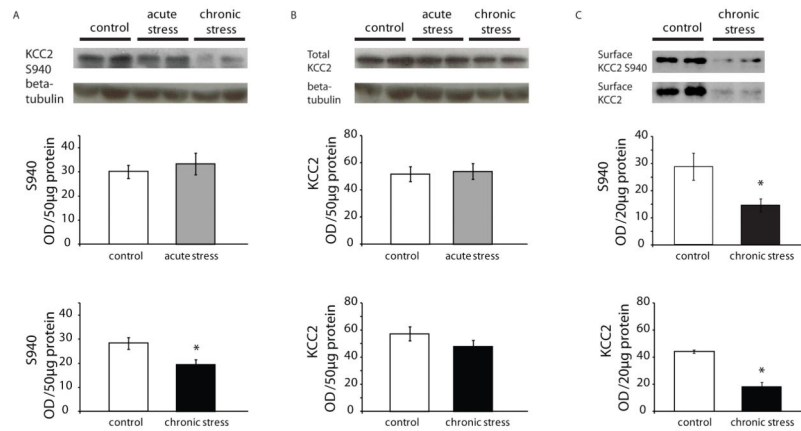 A
control
acute
stress
chronic
stress
KCC2
S940
beta-
tubulin
S940
OD/50µg protein
40
30
20
10
0
control
acute stress
S940
OD/50µg protein
40
30
20
10
0
control
*
chronic stress
B
control
acute
stress
chronic
stress
Total
KCC2
beta-
tubulin
KCC2
OD/50µg protein
80
60
40
20
0
control
acute stress
KCC2
OD/50µg protein
80
60
40
20
0
control
chronic stress
C
control
chronic
stress
Surface
KCC2 S940
Surface
KCC2
S940
OD/20µg protein
40
35
30
25
20
15
10
5
0
control
*
chronic stress
KCC2
OD/20µg protein
80
60
40
20
0
control
*
chronic stress